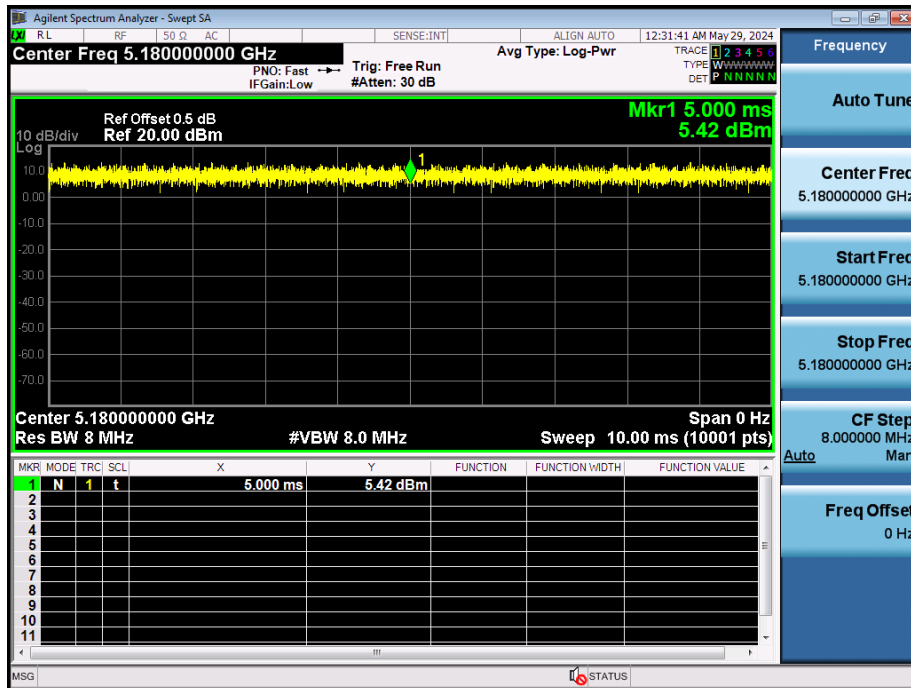 Agilent Spectrum Analyzer - Swept SA
LXI RL RF 50 Ω AC SENSE:INT ALIGN AUTO 12:31:41 AM May 29, 2024
Center Freq 5.180000000 GHz
PNO: Fast
IFGain:Low
Trig: Free Run
#Atten: 30 dB
Avg Type: Log-Pwr
TRACE 1 2 3 4 5 6
TYPE WWWWWWW
DET P N N N N N
Mkr1 5.000 ms
5.42 dBm
Ref Offset 0.5 dB
10 dB/div Ref 20.00 dBm
Log
1
10.0
0.00
-10.0
-20.0
-30.0
-40.0
-50.0
-60.0
-70.0
Center 5.180000000 GHz Span 0 Hz
Res BW 8 MHz #VBW 8.0 MHz Sweep 10.00 ms (10001 pts)
MKR MODE TRC SCL X Y FUNCTION FUNCTION WIDTH FUNCTION VALUE
1 N 1 t 5.000 ms 5.42 dBm
2
3
4
5
6
7
8
9
10
11
MSG STATUS
Frequency
Auto Tune
Center Freq
5.180000000 GHz
Start Freq
5.180000000 GHz
Stop Freq
5.180000000 GHz
CF Step
8.000000 MHz
Auto Man
Freq Offset
0 Hz